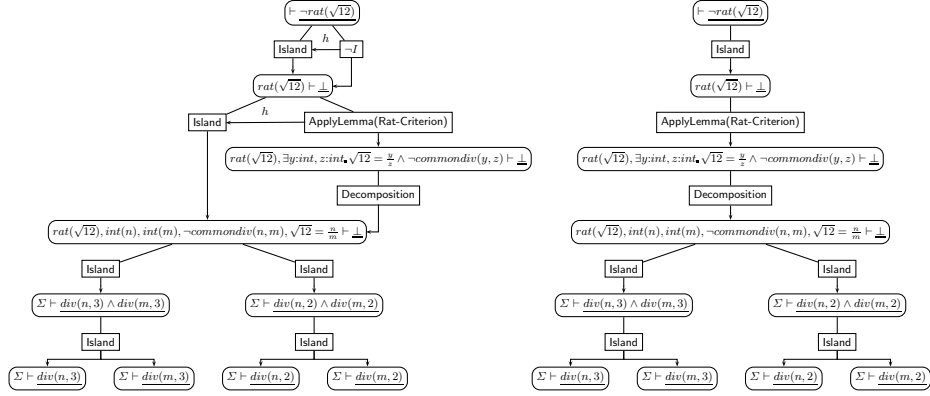 ⊢ ¬rat(√12) ⊢ ¬rat(√12)
h
Island ¬I Island
rat(√12) ⊢ ⊥ rat(√12) ⊢ ⊥
h
Island ApplyLemma(Rat-Criterion) ApplyLemma(Rat-Criterion)
rat(√12), ∃y:int, z:int. √12 = y/z ∧ ¬commondiv(y, z) ⊢ ⊥ rat(√12), ∃y:int, z:int. √12 = y/z ∧ ¬commondiv(y, z) ⊢ ⊥
Decomposition Decomposition
rat(√12), int(n), int(m), ¬commondiv(n, m), √12 = n/m ⊢ ⊥ rat(√12), int(n), int(m), ¬commondiv(n, m), √12 = n/m ⊢ ⊥
Island Island Island Island
Σ ⊢ div(n, 3) ∧ div(m, 3) Σ ⊢ div(n, 2) ∧ div(m, 2) Σ ⊢ div(n, 3) ∧ div(m, 3) Σ ⊢ div(n, 2) ∧ div(m, 2)
Island Island Island Island
Σ ⊢ div(n, 3) Σ ⊢ div(m, 3) Σ ⊢ div(n, 2) Σ ⊢ div(m, 2) Σ ⊢ div(n, 3) Σ ⊢ div(m, 3) Σ ⊢ div(n, 2) Σ ⊢ div(m, 2)